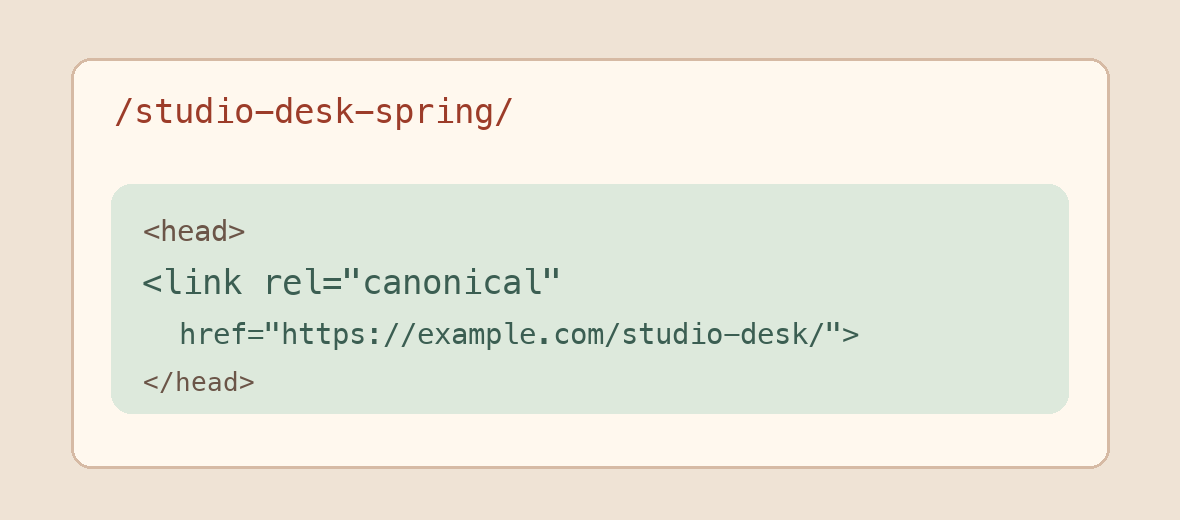 /studio-desk-spring/
<head>
<link rel="canonical"
href="https://example.com/studio-desk/">
</head>